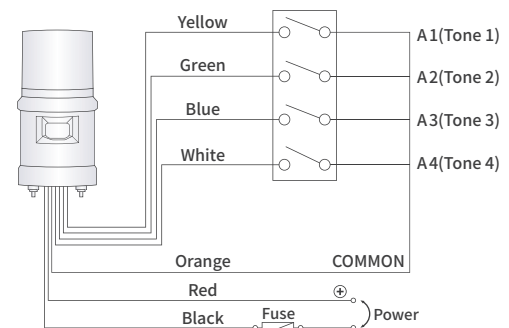 Yellow A1(Tone 1)
Green A2(Tone 2)
Blue A3(Tone 3)
White A4(Tone 4)
Orange COMMON
Red ⊕
Black Fuse Power